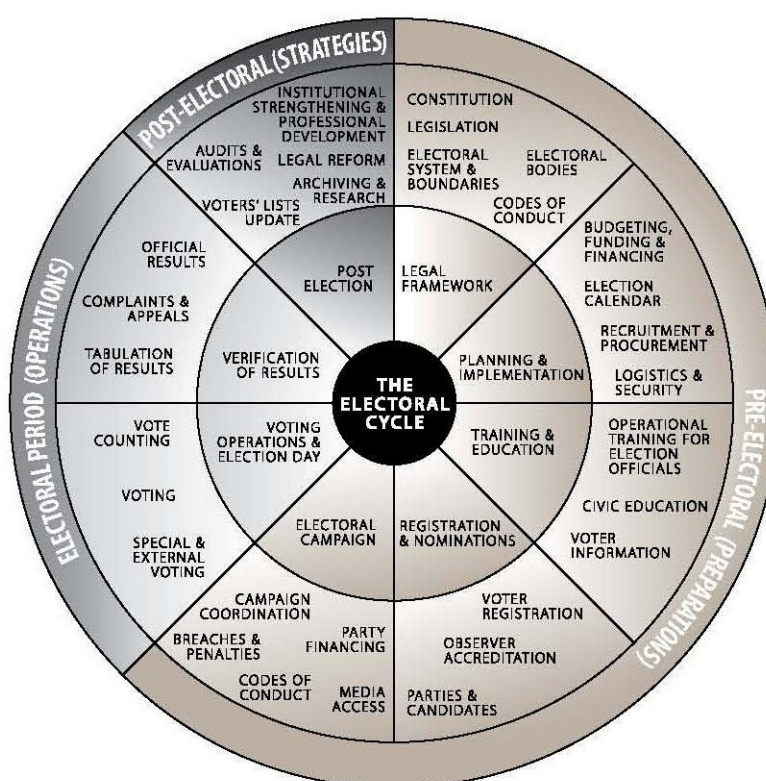 POST-ELECTORAL (STRATEGIES)
INSTITUTIONAL
STRENGTHENING &
PROFESSIONAL
DEVELOPMENT
AUDITS &
EVALUATIONS
LEGAL REFORM
ARCHIVING &
RESEARCH
VOTERS' LISTS
UPDATE
POST
ELECTION
CONSTITUTION
LEGISLATION
ELECTORAL
SYSTEM &
BOUNDARIES
ELECTORAL
BODIES
CODES OF
CONDUCT
LEGAL
FRAMEWORK
BUDGETING,
FUNDING &
FINANCING
ELECTION
CALENDAR
RECRUITMENT &
PROCUREMENT
LOGISTICS &
SECURITY
PLANNING &
IMPLEMENTATION
THE
ELECTORAL
CYCLE
PRE-ELECTORAL (PREPARATIONS)
TRAINING &
EDUCATION
OPERATIONAL
TRAINING FOR
ELECTION
OFFICIALS
CIVIC EDUCATION
VOTER
INFORMATION
REGISTRATION
& NOMINATIONS
VOTER
REGISTRATION
OBSERVER
ACCREDITATION
PARTIES &
CANDIDATES
ELECTORAL
CAMPAIGN
CAMPAIGN
COORDINATION
BREACHES &
PENALTIES
PARTY
FINANCING
CODES OF
CONDUCT
MEDIA
ACCESS
ELECTORAL PERIOD (OPERATIONS)
VOTING
OPERATIONS &
ELECTION DAY
VOTE
COUNTING
VOTING
SPECIAL &
EXTERNAL
VOTING
VERIFICATION
OF RESULTS
OFFICIAL
RESULTS
COMPLAINTS &
APPEALS
TABULATION
OF RESULTS